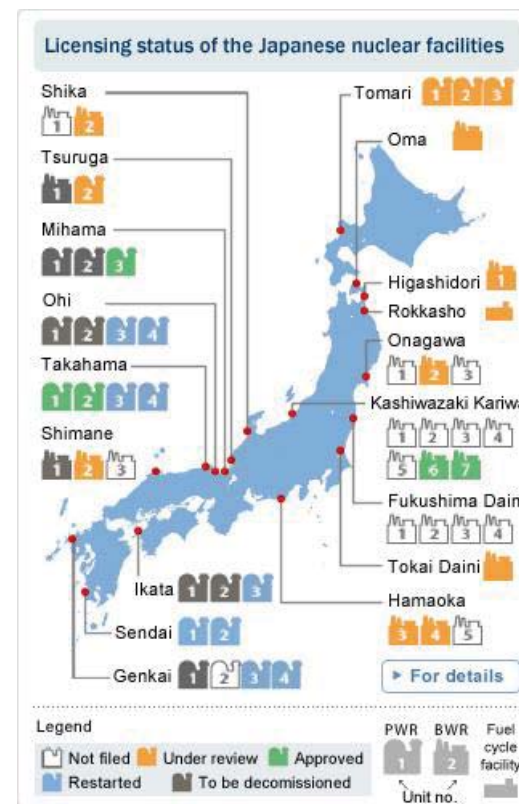 Licensing status of the Japanese nuclear facilities
Shika
1 2
Tsuruga
1 2
Mihama
1 2 3
Ohi
1 2 3 4
Takahama
1 2 3 4
Shimane
1 2 3
Tomari 1 2 3
Oma
Higashidori 1
Rokkasho
Onagawa
1 2 3
Kashiwazaki Kariwa
1 2 3 4
5 6 7
Fukushima Daini
1 2 3 4
Tokai Daini
Hamaoka
3 4 5
Ikata 1 2 3
Sendai 1 2
Genkai 1 2 3 4
▶ For details
Legend
Not filed Under review Approved
Restarted To be decomissioned
PWR BWR Fuel cycle facility
1 2
Unit no.